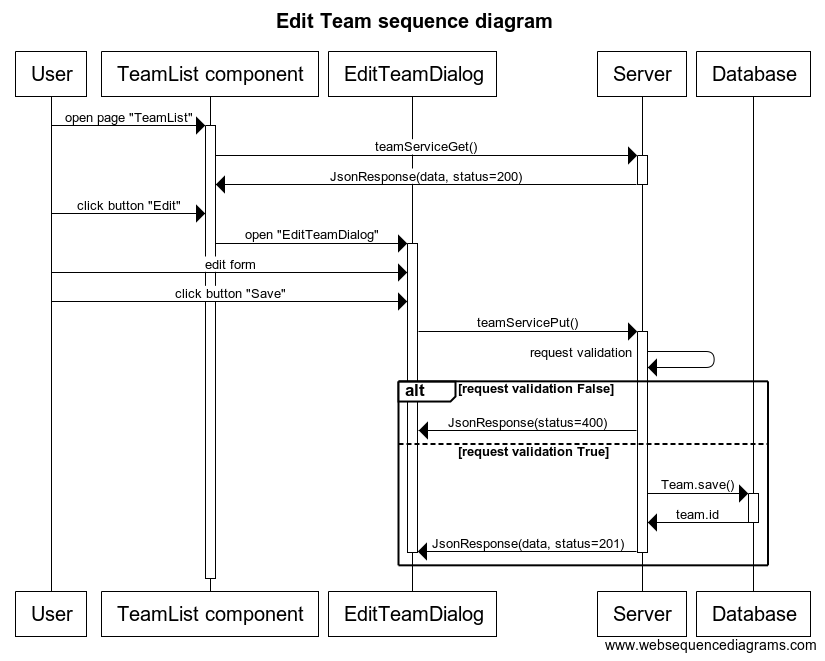 Edit Team sequence diagram
User
TeamList component
EditTeamDialog
Server
Database
open page "TeamList"
teamServiceGet()
JsonResponse(data, status=200)
click button "Edit"
open "EditTeamDialog"
edit form
click button "Save"
teamServicePut()
request validation
alt [request validation False]
JsonResponse(status=400)
[request validation True]
Team.save()
team.id
JsonResponse(data, status=201)
User
TeamList component
EditTeamDialog
Server
Database
www.websequencediagrams.com